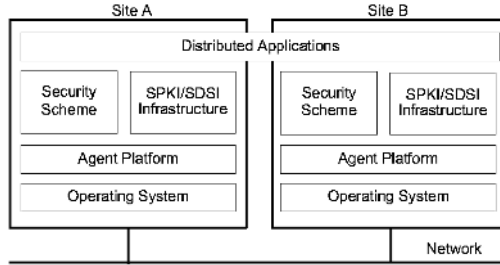 Site A
Site B
Distributed Applications
Security
Scheme
SPKI/SDSI
Infrastructure
Security
Scheme
SPKI/SDSI
Infrastructure
Agent Platform
Agent Platform
Operating System
Operating System
Network